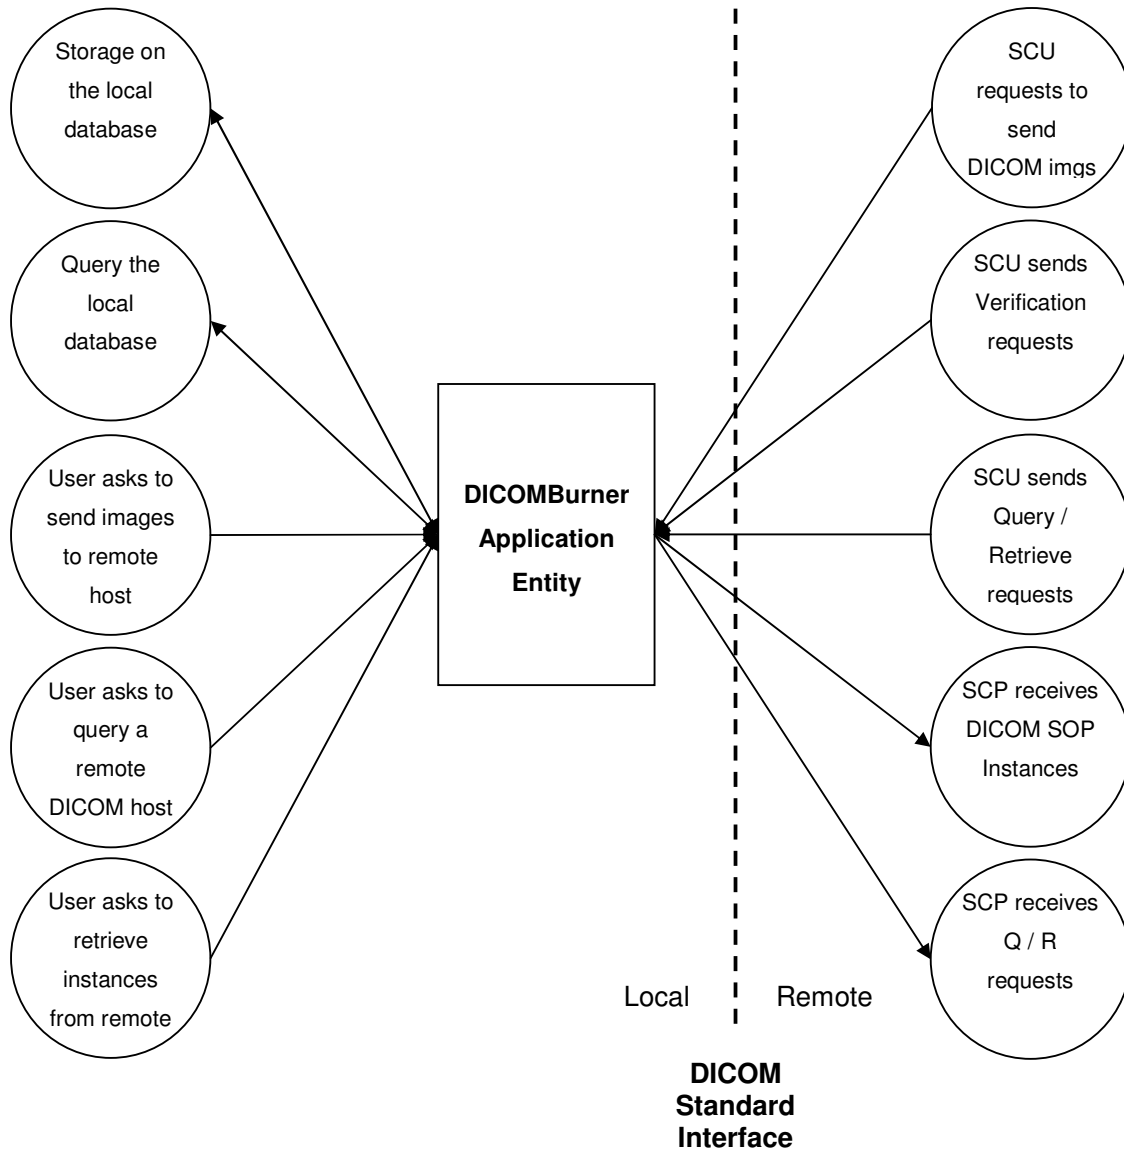 Storage on
the local
database
Query the
local
database
User asks to
send images
to remote
host
User asks to
query a
remote
DICOM host
User asks to
retrieve
instances
from remote
DICOMBurner
Application
Entity
SCU
requests to
send
DICOM imgs
SCU sends
Verification
requests
SCU sends
Query /
Retrieve
requests
SCP receives
DICOM SOP
Instances
SCP receives
Q / R
requests
Local
Remote
DICOM
Standard
Interface